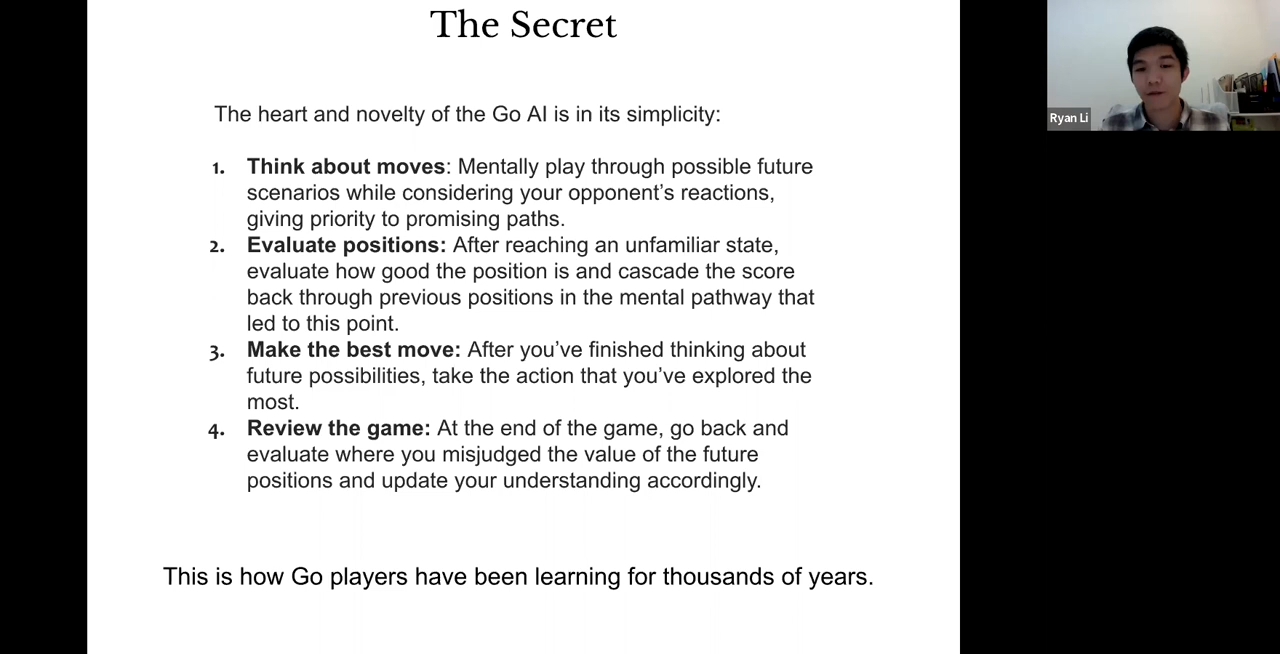 The Secret
The heart and novelty of the Go AI is in its simplicity:
1. Think about moves: Mentally play through possible future
scenarios while considering your opponent’s reactions,
giving priority to promising paths.
2. Evaluate positions: After reaching an unfamiliar state,
evaluate how good the position is and cascade the score
back through previous positions in the mental pathway that
led to this point.
3. Make the best move: After you’ve finished thinking about
future possibilities, take the action that you’ve explored the
most.
4. Review the game: At the end of the game, go back and
evaluate where you misjudged the value of the future
positions and update your understanding accordingly.
This is how Go players have been learning for thousands of years.
Ryan Li